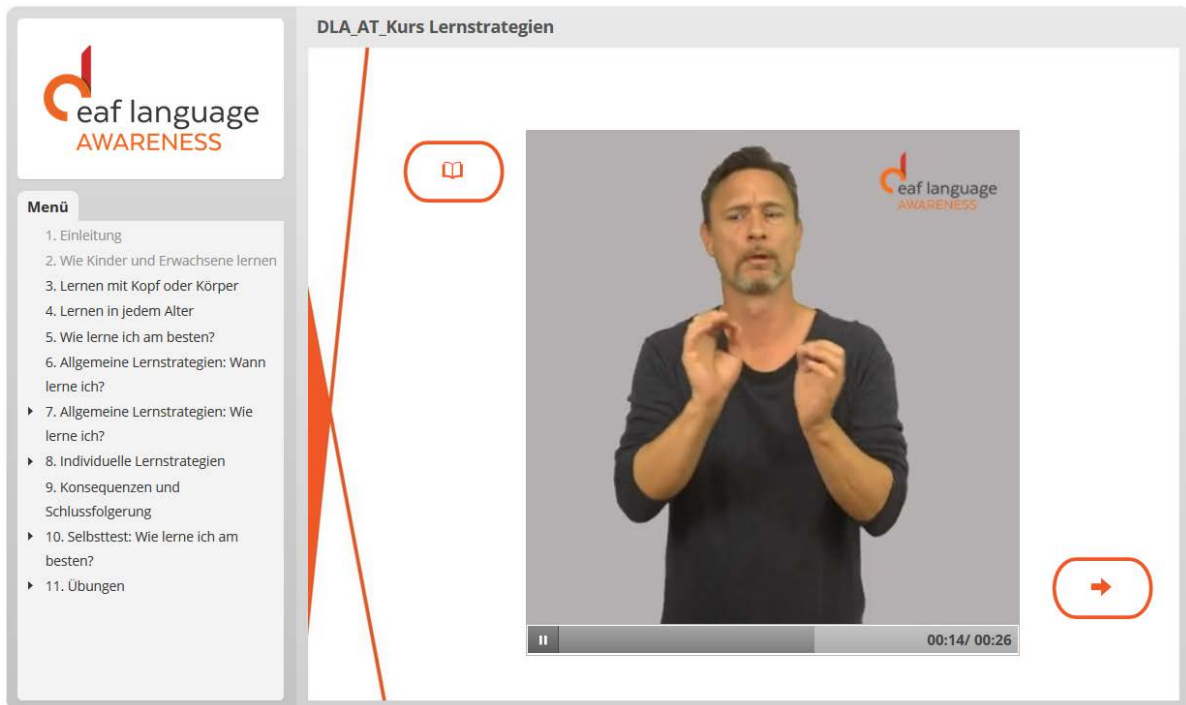 DLA_AT_Kurs Lernstrategien
eaf language
AWARENESS
Menü
1. Einleitung
2. Wie Kinder und Erwachsene lernen
3. Lernen mit Kopf oder Körper
4. Lernen in jedem Alter
5. Wie lerne ich am besten?
6. Allgemeine Lernstrategien: Wann
lerne ich?
7. Allgemeine Lernstrategien: Wie
lerne ich?
8. Individuelle Lernstrategien
9. Konsequenzen und
Schlussfolgerung
10. Selbsttest: Wie lerne ich am
besten?
11. Übungen
eaf language
AWARENESS
00:14/ 00:26